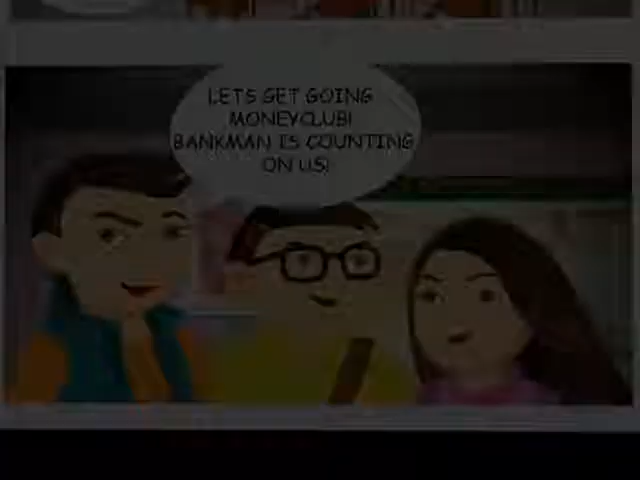 LETS GET GOING
MONEYCLUB!
BANKMAN IS COUNTING
ON US!